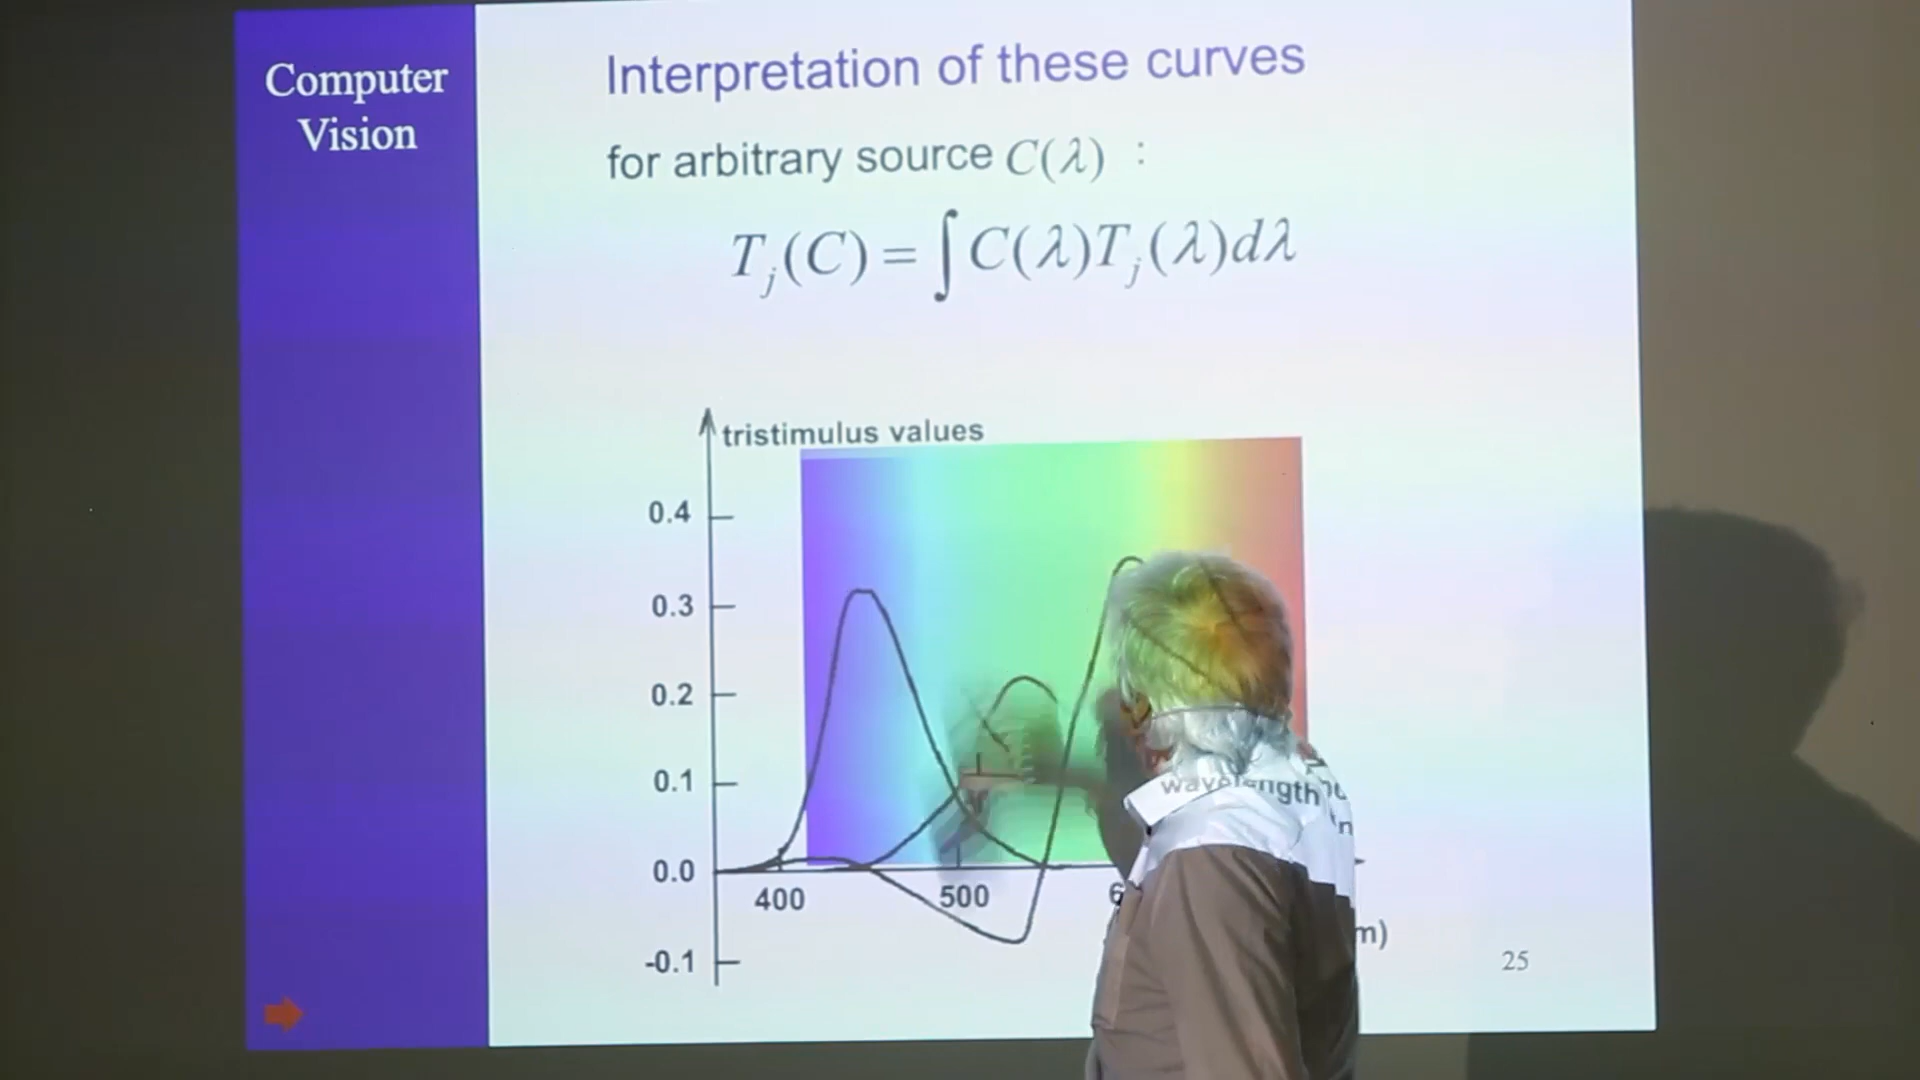 Computer
Vision
Interpretation of these curves
for arbitrary source C(λ) :
T_j(C) = ∫C(λ)T_j(λ)dλ
tristimulus values
0.4
0.3
0.2
0.1
0.0
-0.1
400
500
wavelength
25